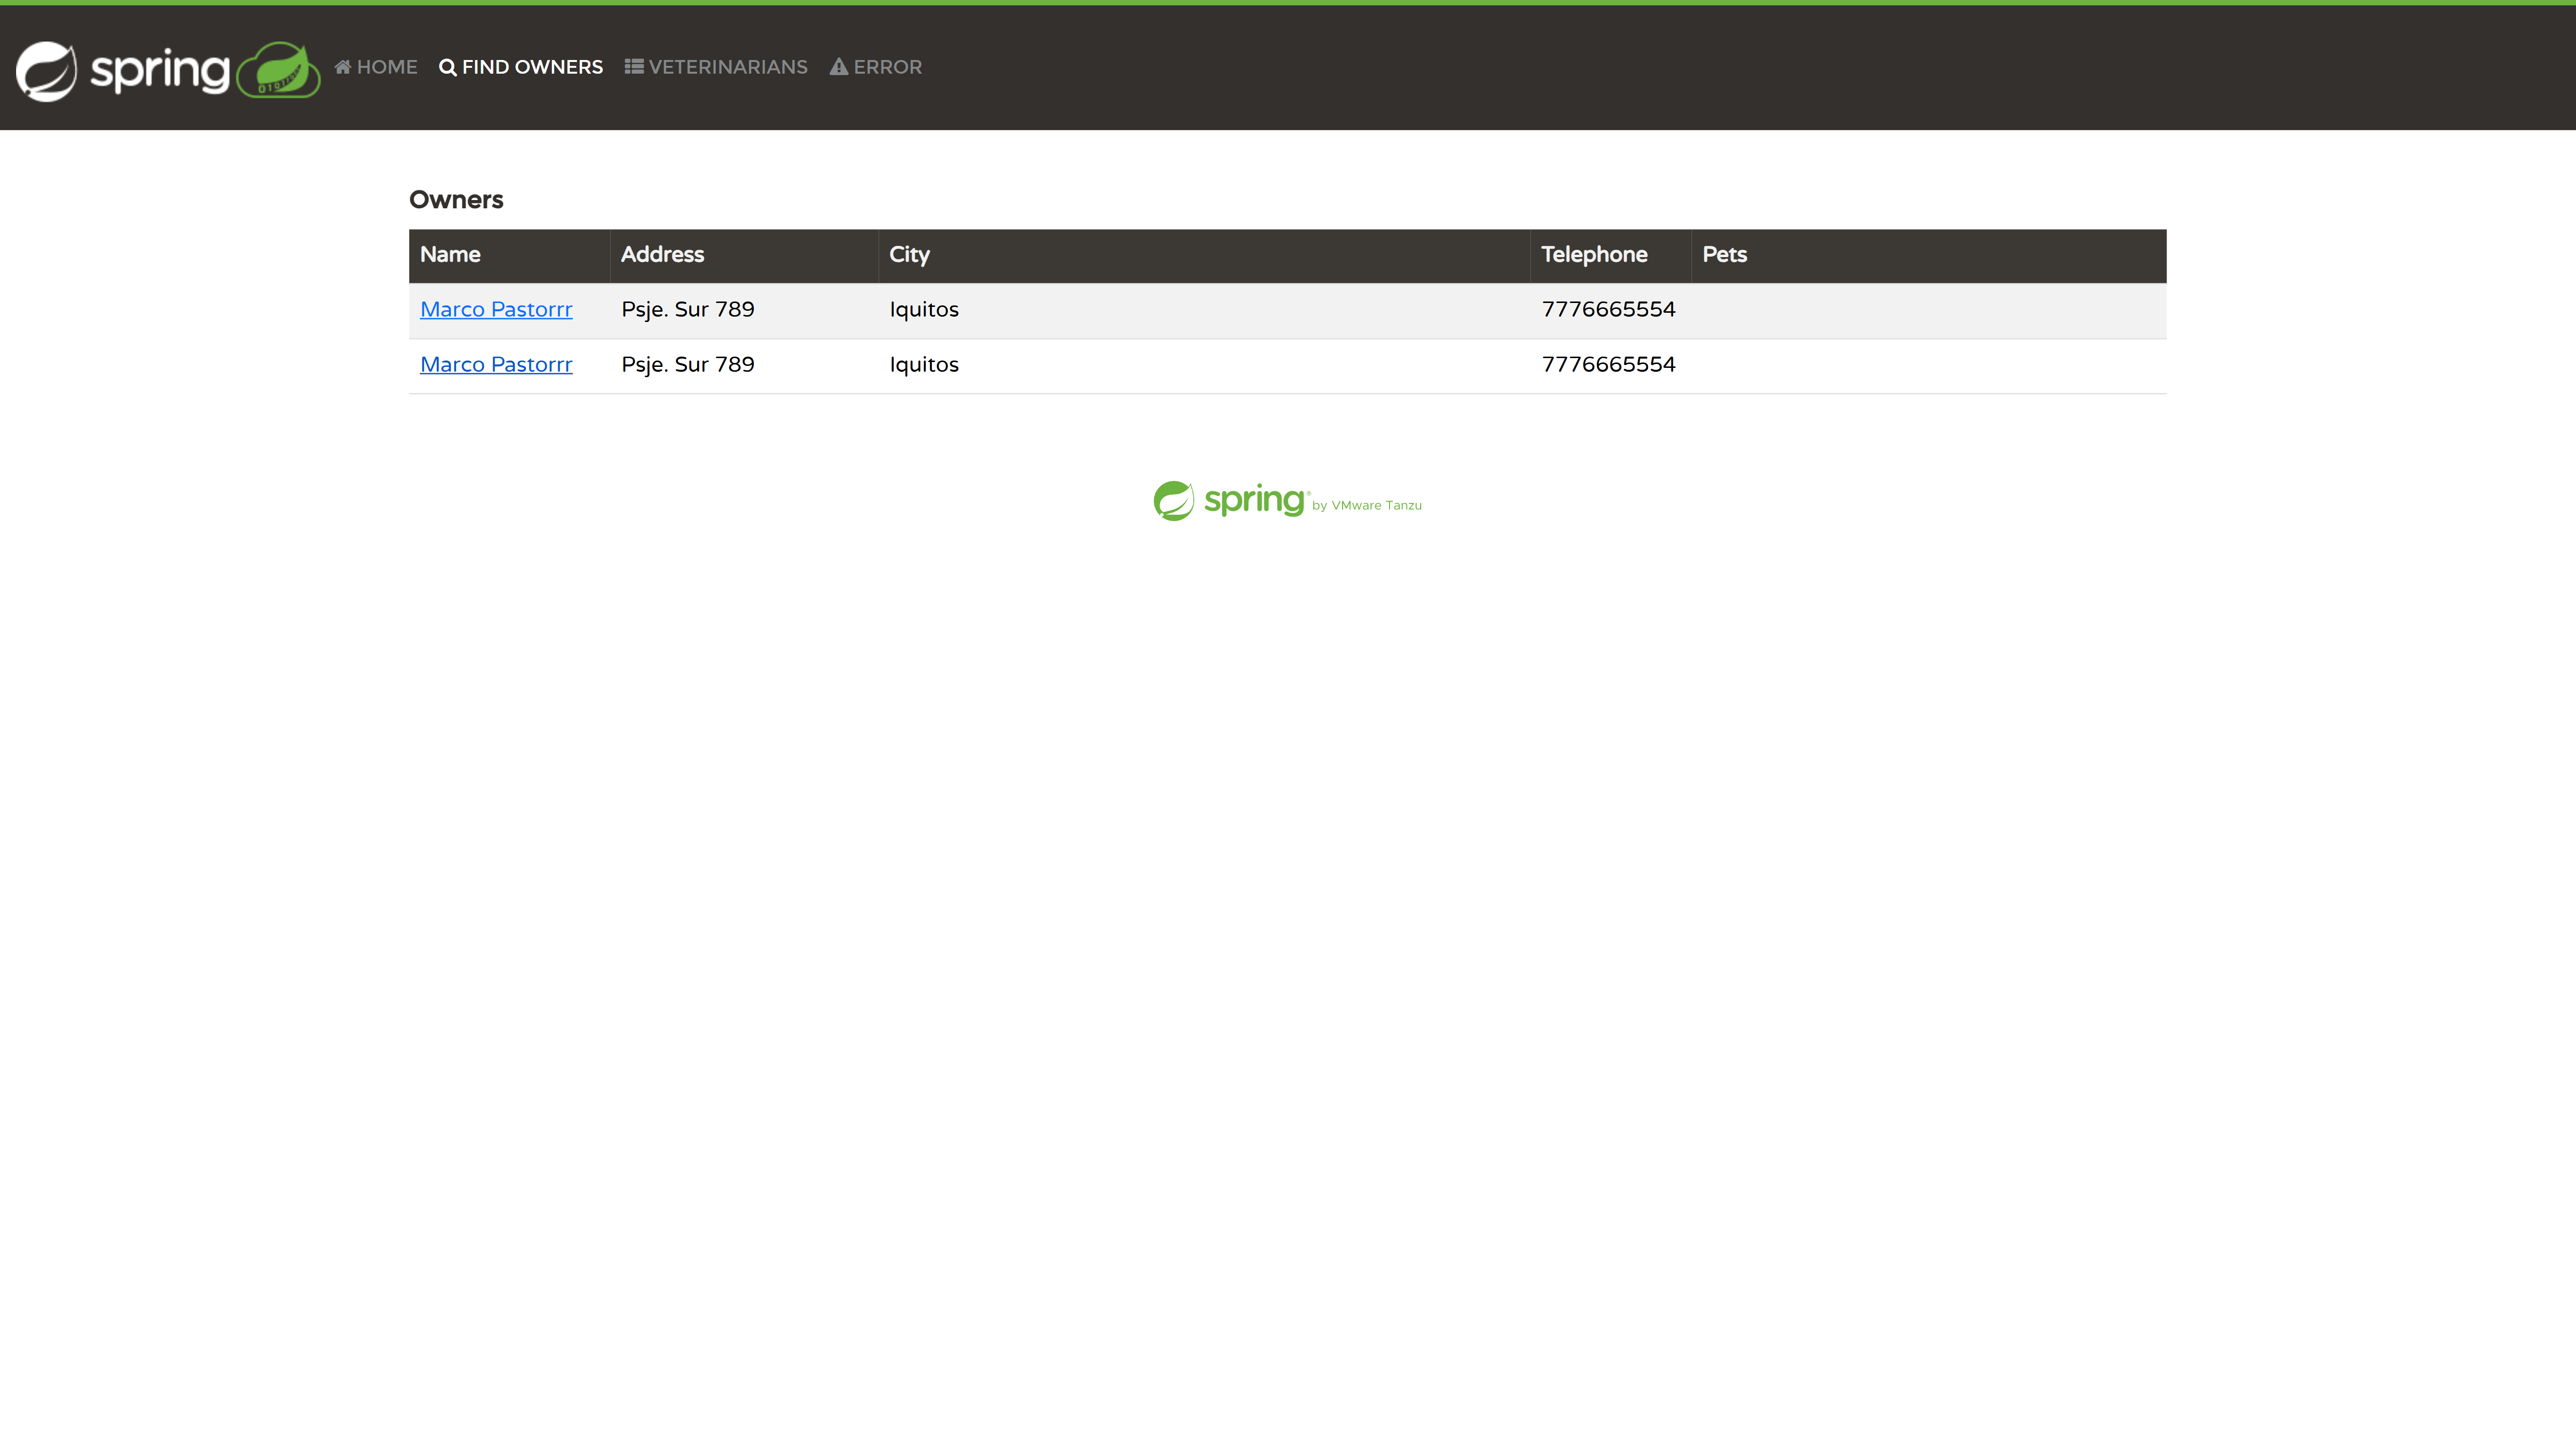 spring HOME FIND OWNERS VETERINARIANS ERROR
Owners
Name Address City Telephone Pets
Marco Pastorrr Psje. Sur 789 Iquitos 7776665554
Marco Pastorrr Psje. Sur 789 Iquitos 7776665554
spring® by VMware Tanzu